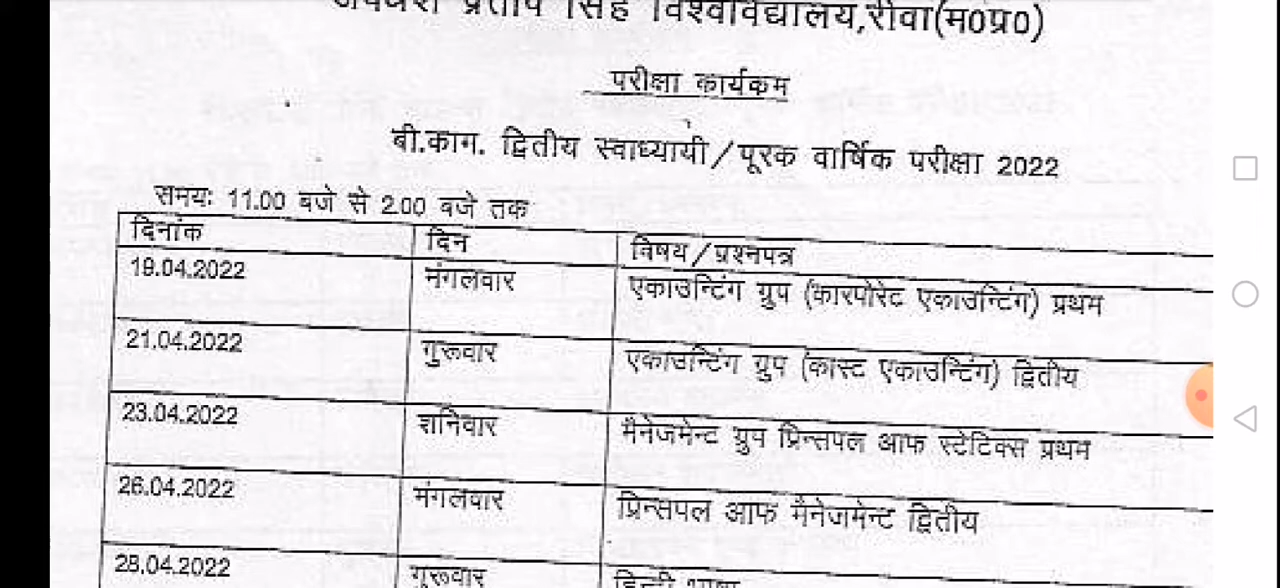 प्रताप सिंह विश्वविद्यालय,रीवा(म0प्र0)
परीक्षा कार्यकम
बी.काम. द्वितीय स्वाध्यायी/पूरक वार्षिक परीक्षा 2022
समयः 11.00 बजे से 2.00 बजे तक
दिनांक दिन विषय/प्रश्नपत्र
19.04.2022 मंगलवार एकाउन्टिंग ग्रुप (कारपोरेट एकाउन्टिंग) प्रथम
21.04.2022 गुरूवार एकाउन्टिंग ग्रुप (कास्ट एकाउन्टिंग) द्वितीय
23.04.2022 शनिवार मैनेजमेन्ट ग्रुप प्रिन्सपल आफ स्टेटिक्स प्रथम
26.04.2022 मंगलवार प्रिन्सपल आफ मैनेजमेन्ट द्वितीय
28.04.2022 गुरूवार हिन्दी भाषा